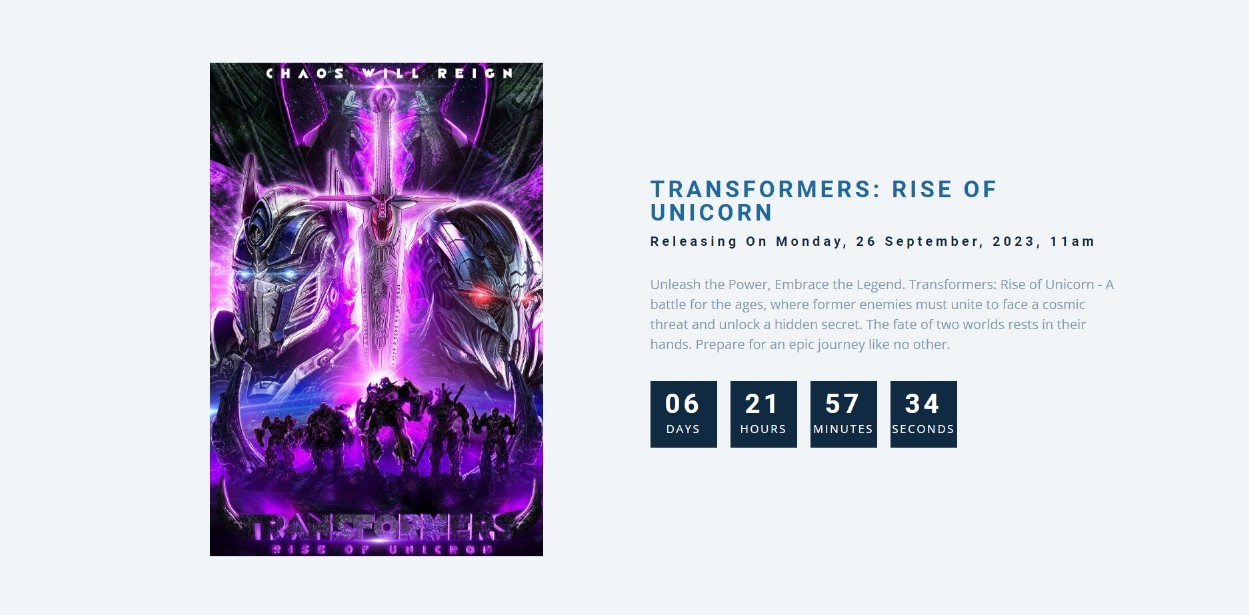 CHAOS WILL REIGN
TRANSFORMERS
RISE OF UNICRON
TRANSFORMERS: RISE OF
UNICORN
Releasing On Monday, 26 September, 2023, 11am
Unleash the Power, Embrace the Legend. Transformers: Rise of Unicorn - A
battle for the ages, where former enemies must unite to face a cosmic
threat and unlock a hidden secret. The fate of two worlds rests in their
hands. Prepare for an epic journey like no other.
06 21 57 34
DAYS HOURS MINUTES SECONDS